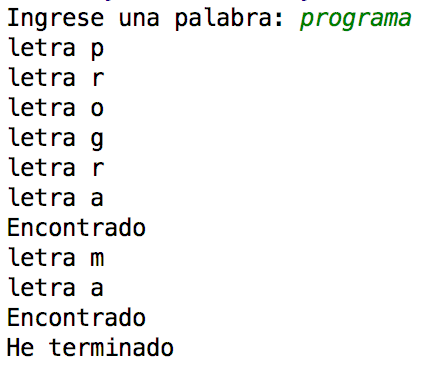 Ingrese una palabra: programa
letra p
letra r
letra o
letra g
letra r
letra a
Encontrado
letra m
letra a
Encontrado
He terminado